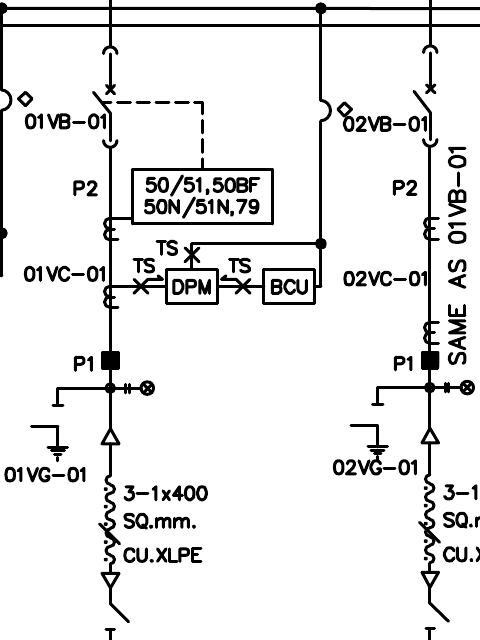 01VB-01
02VB-01
50/51,50BF
50N/51N,79
P2
P2
SAME AS 01VB-01
TS
TS
TS
01VC-01
DPM
BCU
02VC-01
P1
P1
01VG-01
02VG-01
3-1x400
SQ.mm.
CU.XLPE
3-1
SQ.
CU.